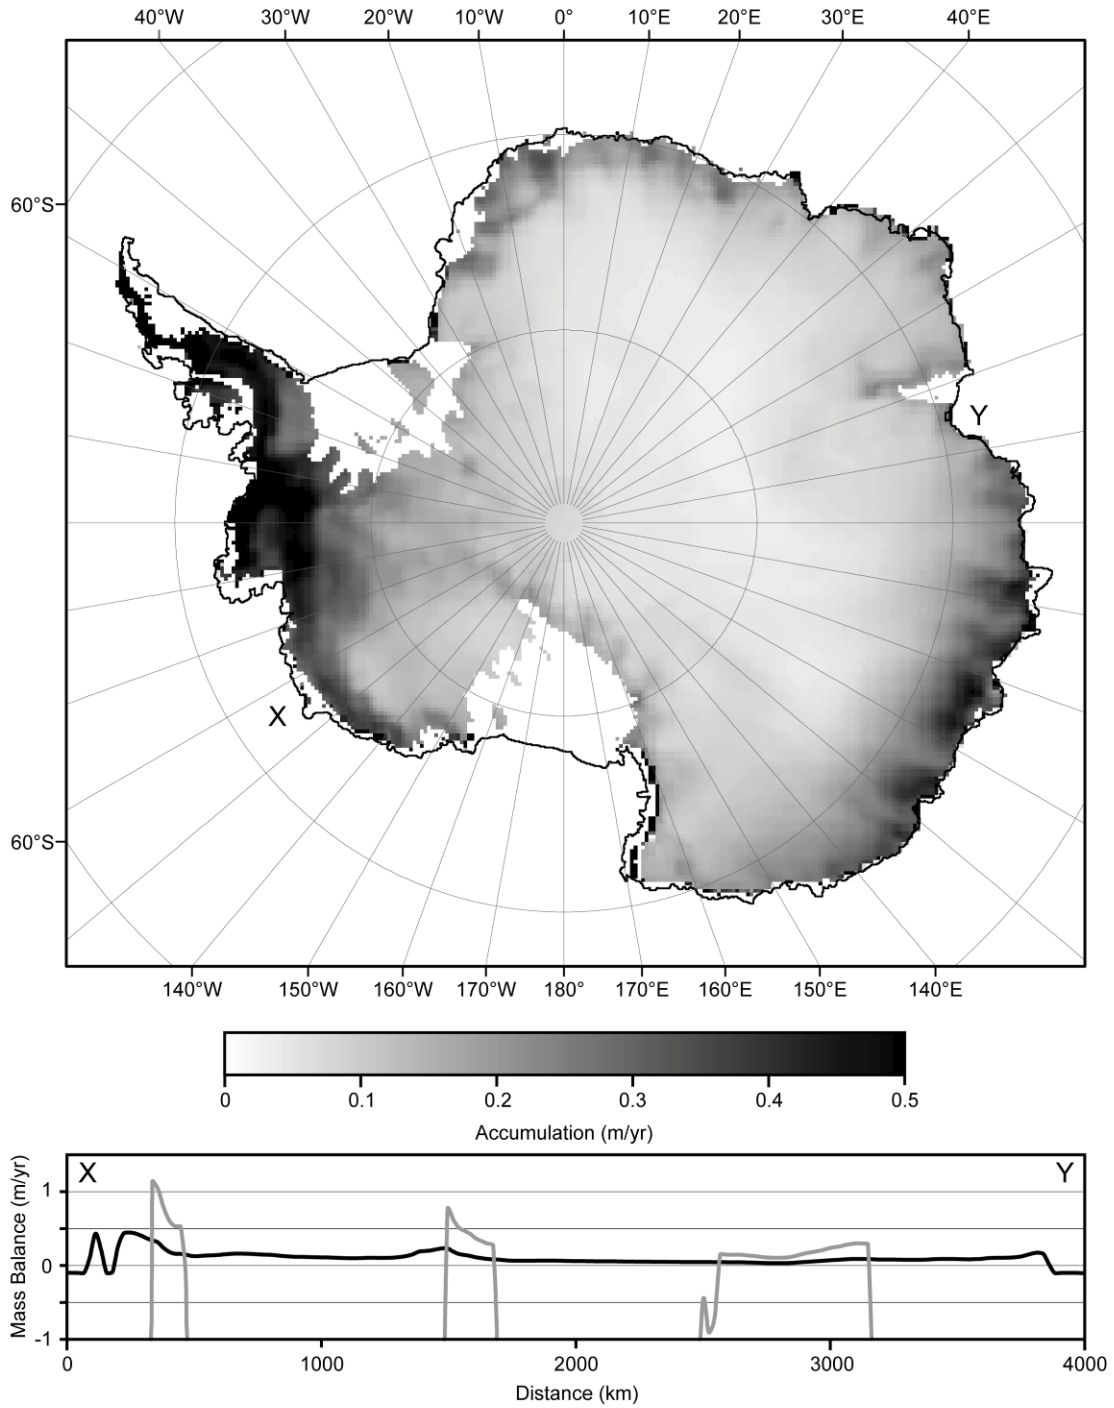 40°W 30°W 20°W 10°W 0° 10°E 20°E 30°E 40°E
60°S
Y
X
60°S
140°W 150°W 160°W 170°W 180° 170°E 160°E 150°E 140°E
0 0.1 0.2 0.3 0.4 0.5
Accumulation (m/yr)
X Y
Mass Balance (m/yr)
1
0
-1
0 1000 2000 3000 4000
Distance (km)